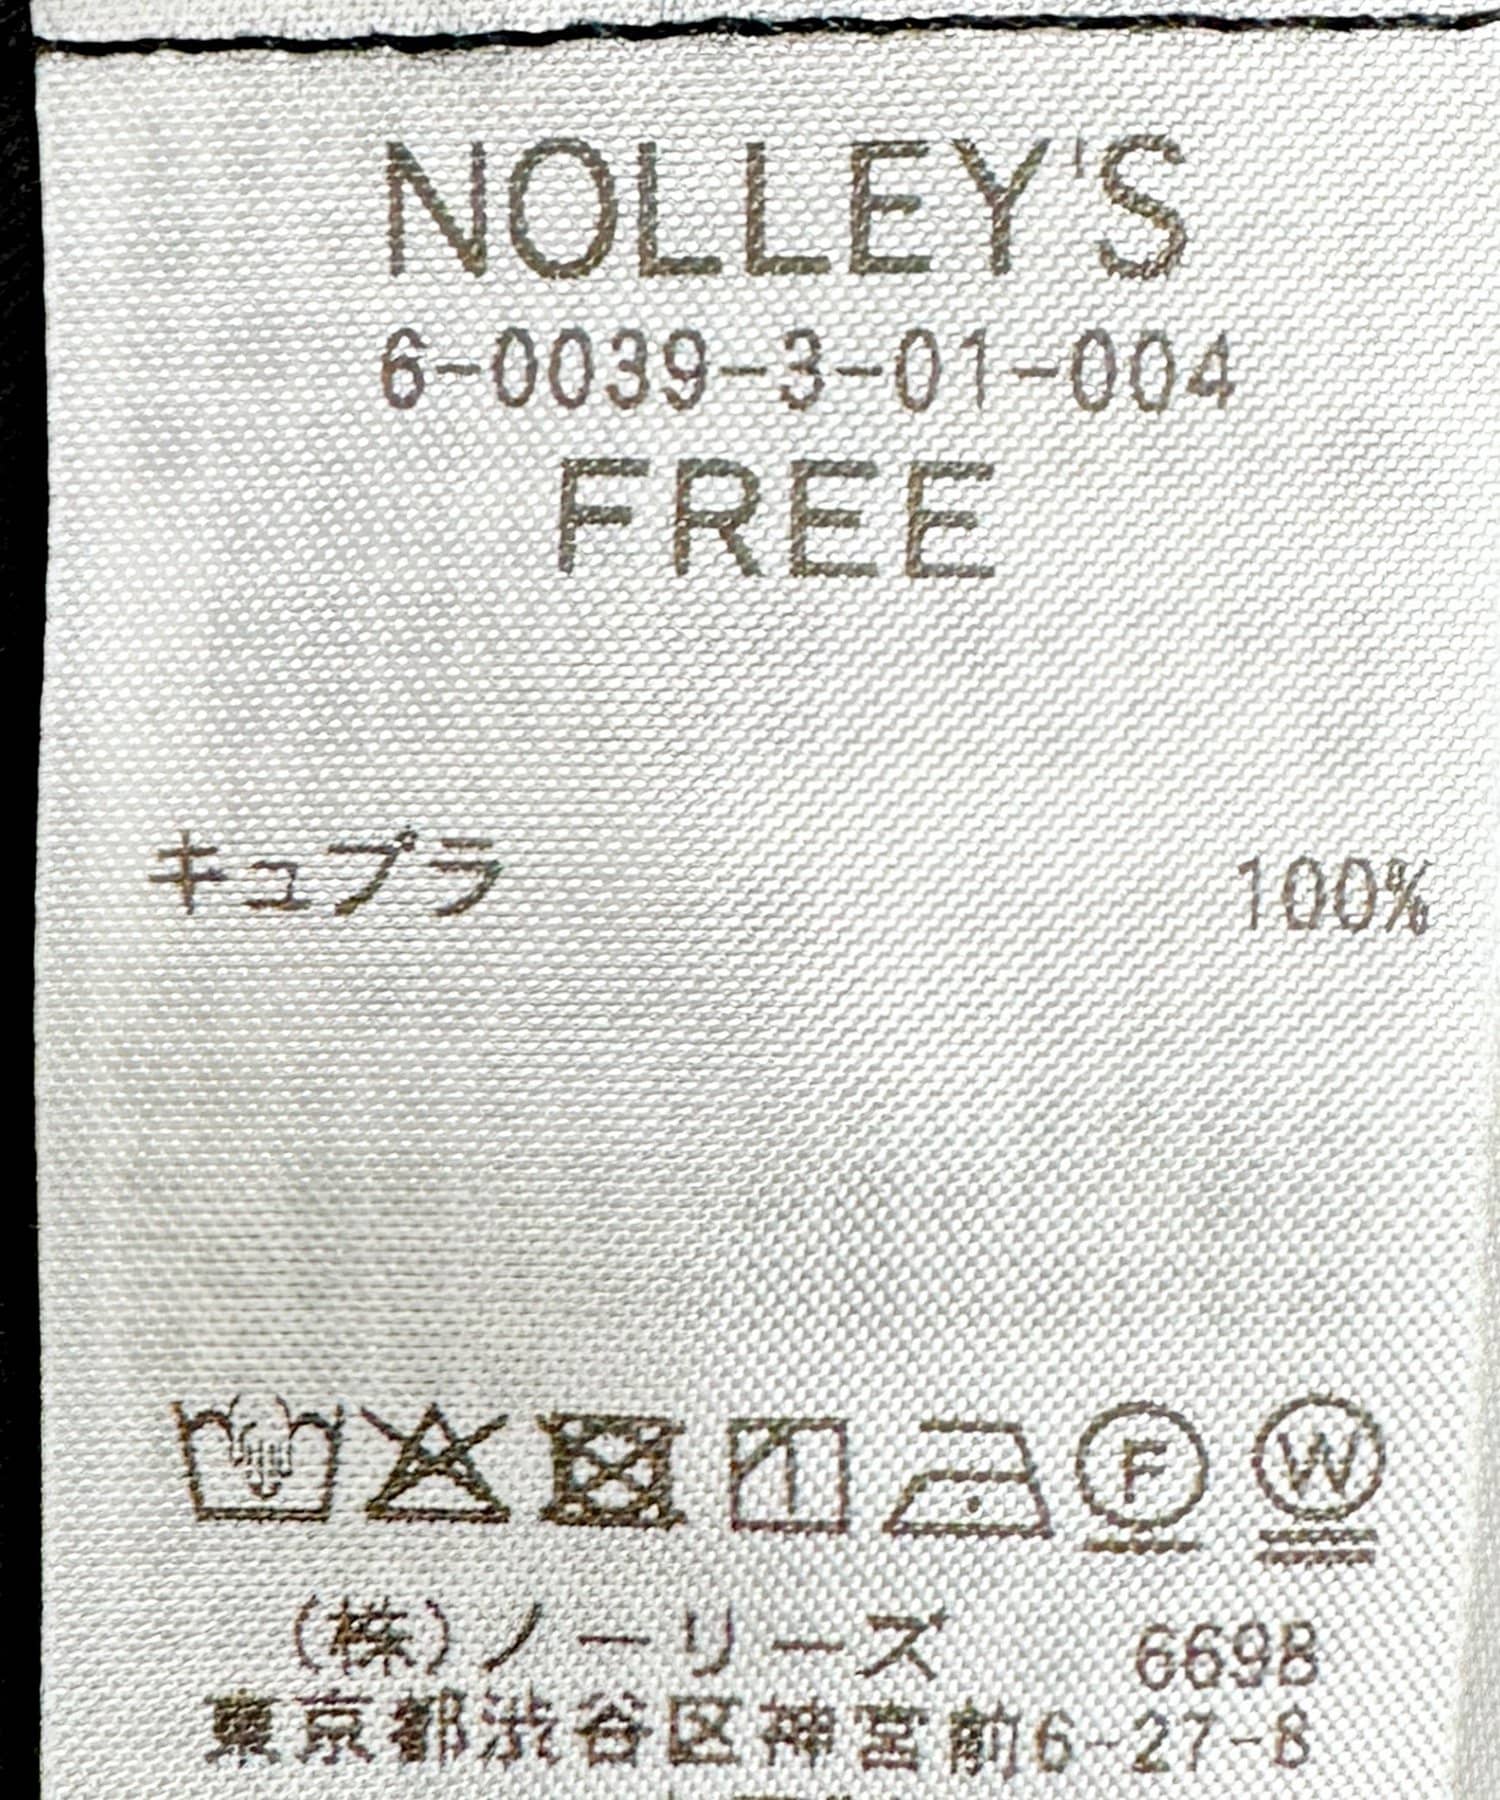 NOLLEY'S
6-0039-3-01-004
FREE
キュプラ 100%
F W
(株)ノーリーズ 6698
東京都渋谷区神宮前6-27-8